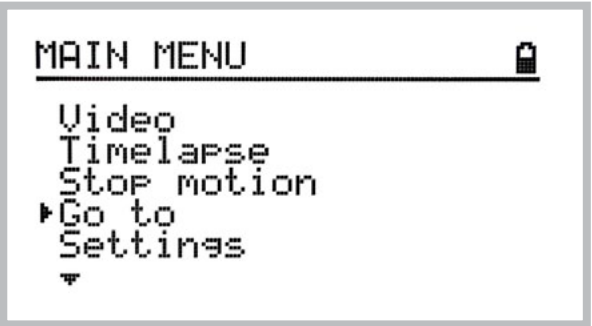 MAIN MENU
Video
Timelapse
Stop motion
Go to
Settings